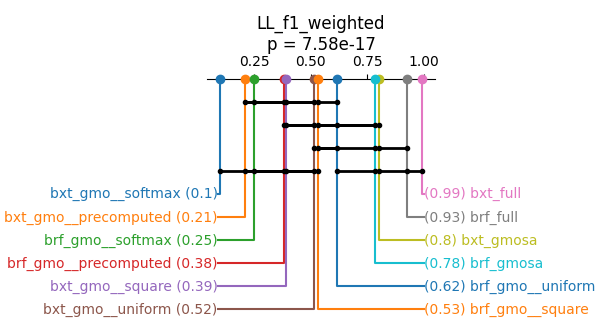 LL_f1_weighted
p = 7.58e-17
0.25 0.50 0.75 1.00
bxt_gmo__softmax (0.1) (0.99) bxt_full
bxt_gmo__precomputed (0.21) (0.93) brf_full
brf_gmo__softmax (0.25) (0.8) bxt_gmosa
brf_gmo__precomputed (0.38) (0.78) brf_gmosa
bxt_gmo__square (0.39) (0.62) brf_gmo__uniform
bxt_gmo__uniform (0.52) (0.53) brf_gmo__square